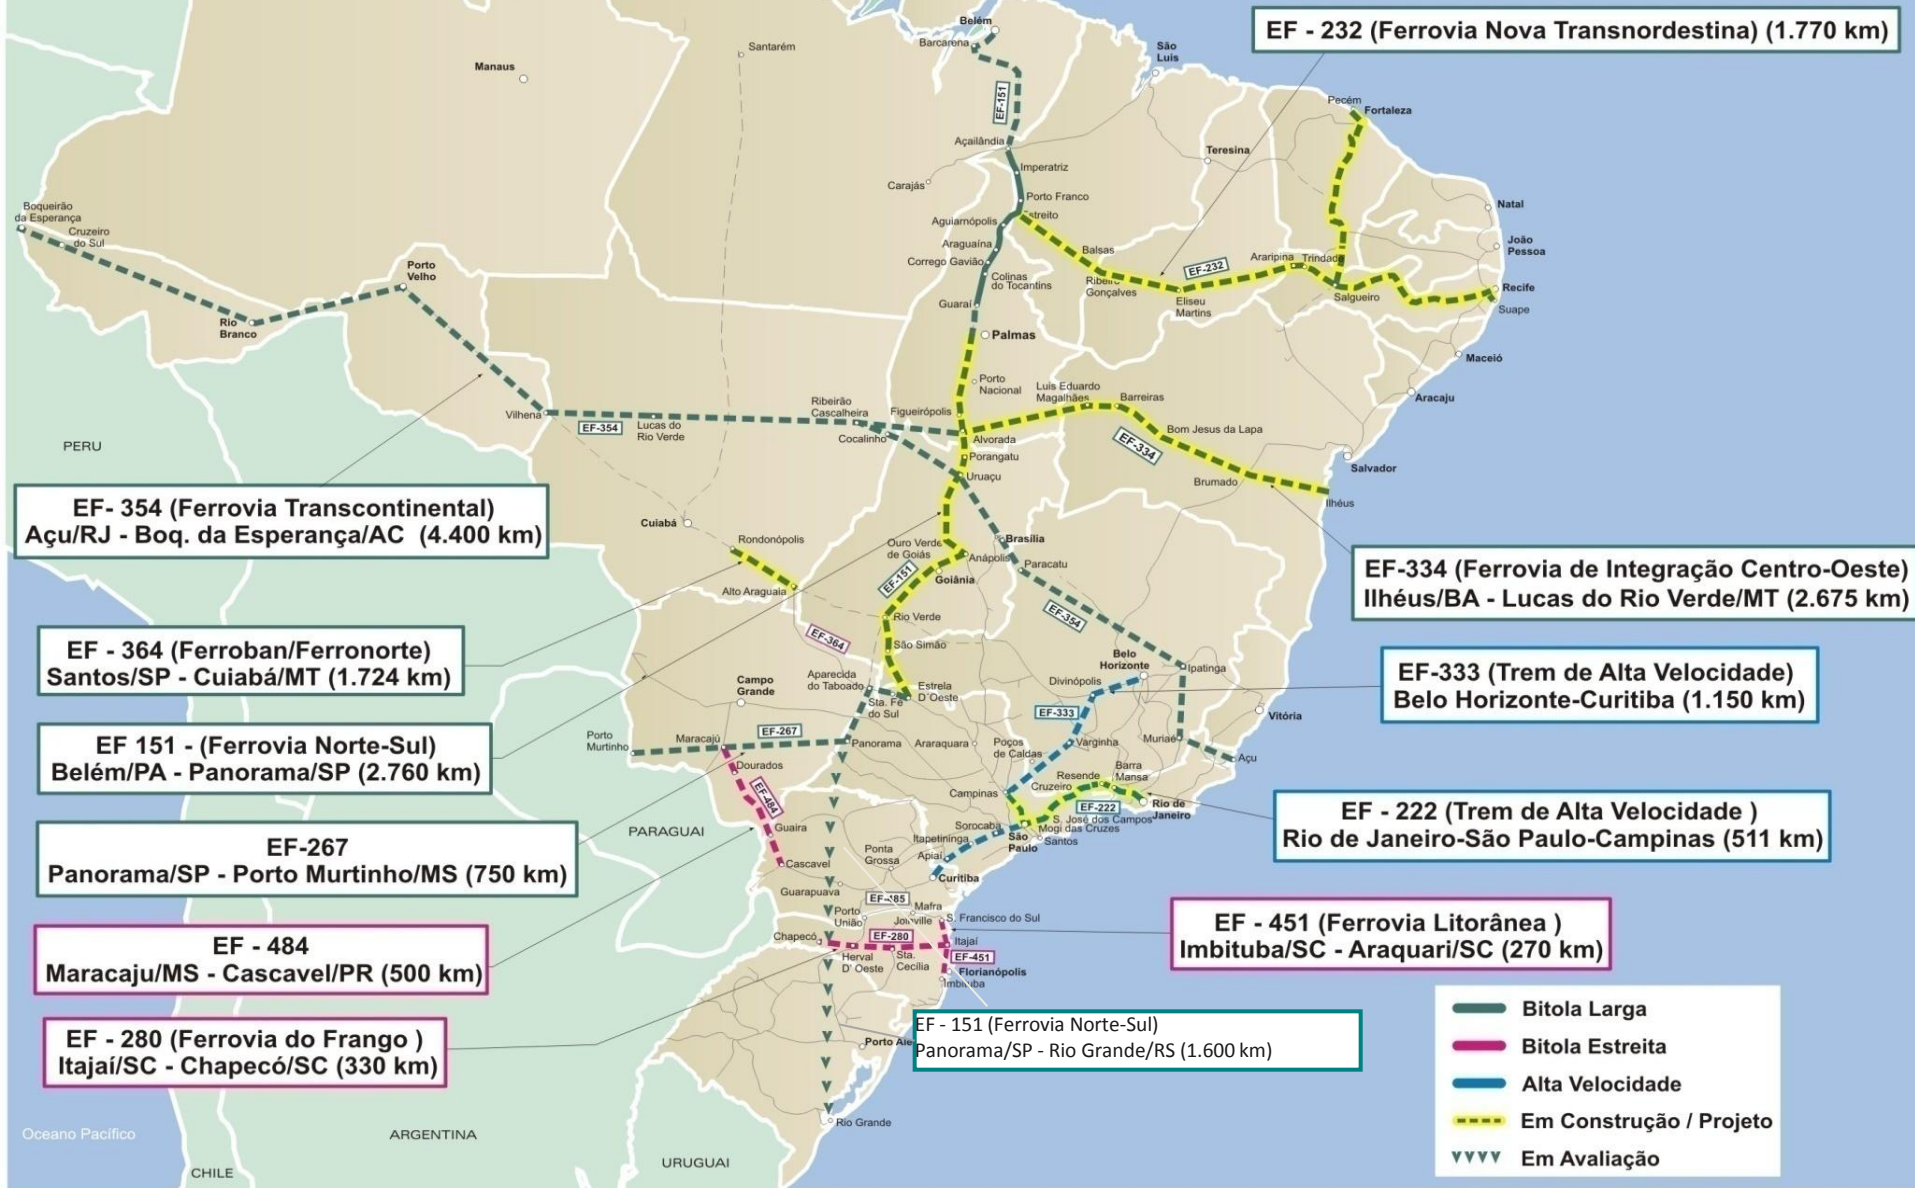 EF - 232 (Ferrovia Nova Transnordestina) (1.770 km)
Belém
Barcarena
Santarém
Manaus
São
Luis
EF-151
Pecém
Fortaleza
Açailândia
Teresina
Imperatriz
Carajás
Porto Franco
Natal
Boqueirão
da Esperança
Cruzeiro
do Sul
Aguiarnópolis
Estreito
João
Pessoa
Araguaína
Balsas
Porto
Velho
Corrego Gavião
Araripina
Trindade
EF-232
Colinas
do Tocantins
Ribeiro
Gonçalves
Recife
Salgueiro
Guaraí
Eliseu
Martins
Suape
Rio
Branco
Palmas
Maceió
Porto
Nacional
Luis Eduardo
Magalhães
Barreiras
Aracaju
Ribeirão
Cascalheira
Figueirópolis
Vilhena
EF-354
Lucas do
Rio Verde
Cocalinho
Alvorada
Bom Jesus da Lapa
EF-334
PERU
Porangatu
Salvador
Uruaçu
Brumado
Ilhéus
EF- 354 (Ferrovia Transcontinental)
Açu/RJ - Boq. da Esperança/AC (4.400 km)
Cuiabá
Rondonópolis
Ouro Verde
de Goiás
Brasília
Anápolis
Paracatu
Alto Araguaia
EF-151
Goiânia
EF-334 (Ferrovia de Integração Centro-Oeste)
Ilhéus/BA - Lucas do Rio Verde/MT (2.675 km)
EF-354
Rio Verde
EF - 364 (Ferroban/Ferronorte)
Santos/SP - Cuiabá/MT (1.724 km)
EF-364
São Simão
Belo
Horizonte
Ipatinga
EF-333 (Trem de Alta Velocidade)
Belo Horizonte-Curitiba (1.150 km)
Campo
Grande
Aparecida
do Taboado
Divinópolis
Estrela
D´Oeste
Sta. Fé
do Sul
EF-333
Vitória
EF 151 - (Ferrovia Norte-Sul)
Belém/PA - Panorama/SP (2.760 km)
Porto
Murtinho
Maracajú
EF-267
Panorama
Araraquara
Poços
de Caldas
Varginha
Muriaé
Açu
Dourados
Resende
Barra
Mansa
Cruzeiro
Campinas
EF-484
EF-222
Rio de
Janeiro
EF - 222 (Trem de Alta Velocidade )
Rio de Janeiro-São Paulo-Campinas (511 km)
PARAGUAI
Guaira
S. José dos Campos
Sorocaba
Mogi das Cruzes
Itapetininga
São
Paulo
Santos
EF-267
Panorama/SP - Porto Murtinho/MS (750 km)
Ponta
Grossa
Apiaí
Cascavel
Curitiba
Guarapuava
EF-485
Porto
União
Mafra
Joinville
S. Francisco do Sul
EF - 484
Maracaju/MS - Cascavel/PR (500 km)
Chapecó
EF-280
Itajaí
Herval
D' Oeste
Sta.
Cecília
EF-451
Florianópolis
Imbituba
EF - 451 (Ferrovia Litorânea )
Imbituba/SC - Araquari/SC (270 km)
EF - 280 (Ferrovia do Frango )
Itajaí/SC - Chapecó/SC (330 km)
EF - 151 (Ferrovia Norte-Sul)
Panorama/SP - Rio Grande/RS (1.600 km)
Porto Ale
Bitola Larga
Bitola Estreita
Alta Velocidade
Em Construção / Projeto
Em Avaliação
Rio Grande
Oceano Pacífico
ARGENTINA
URUGUAI
CHILE